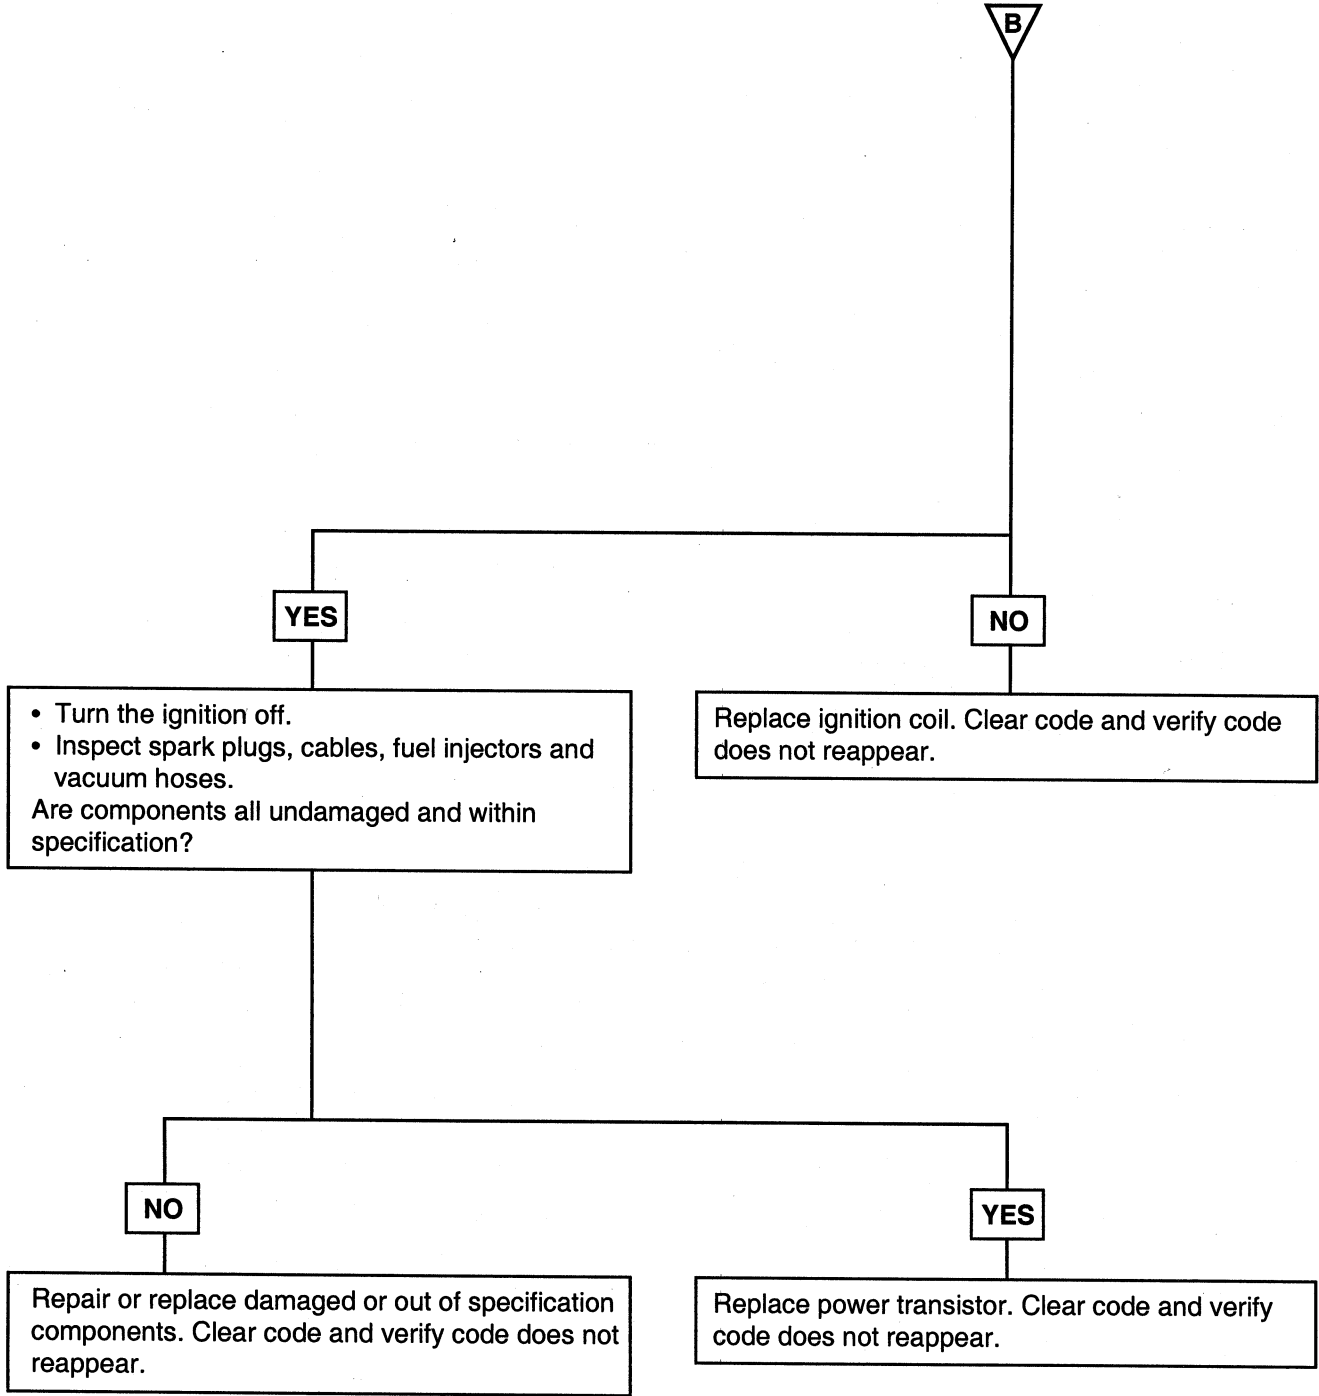 B
YES
NO
• Turn the ignition off.
• Inspect spark plugs, cables, fuel injectors and
vacuum hoses.
Are components all undamaged and within
specification?
Replace ignition coil. Clear code and verify code
does not reappear.
NO
YES
Repair or replace damaged or out of specification
components. Clear code and verify code does not
reappear.
Replace power transistor. Clear code and verify
code does not reappear.